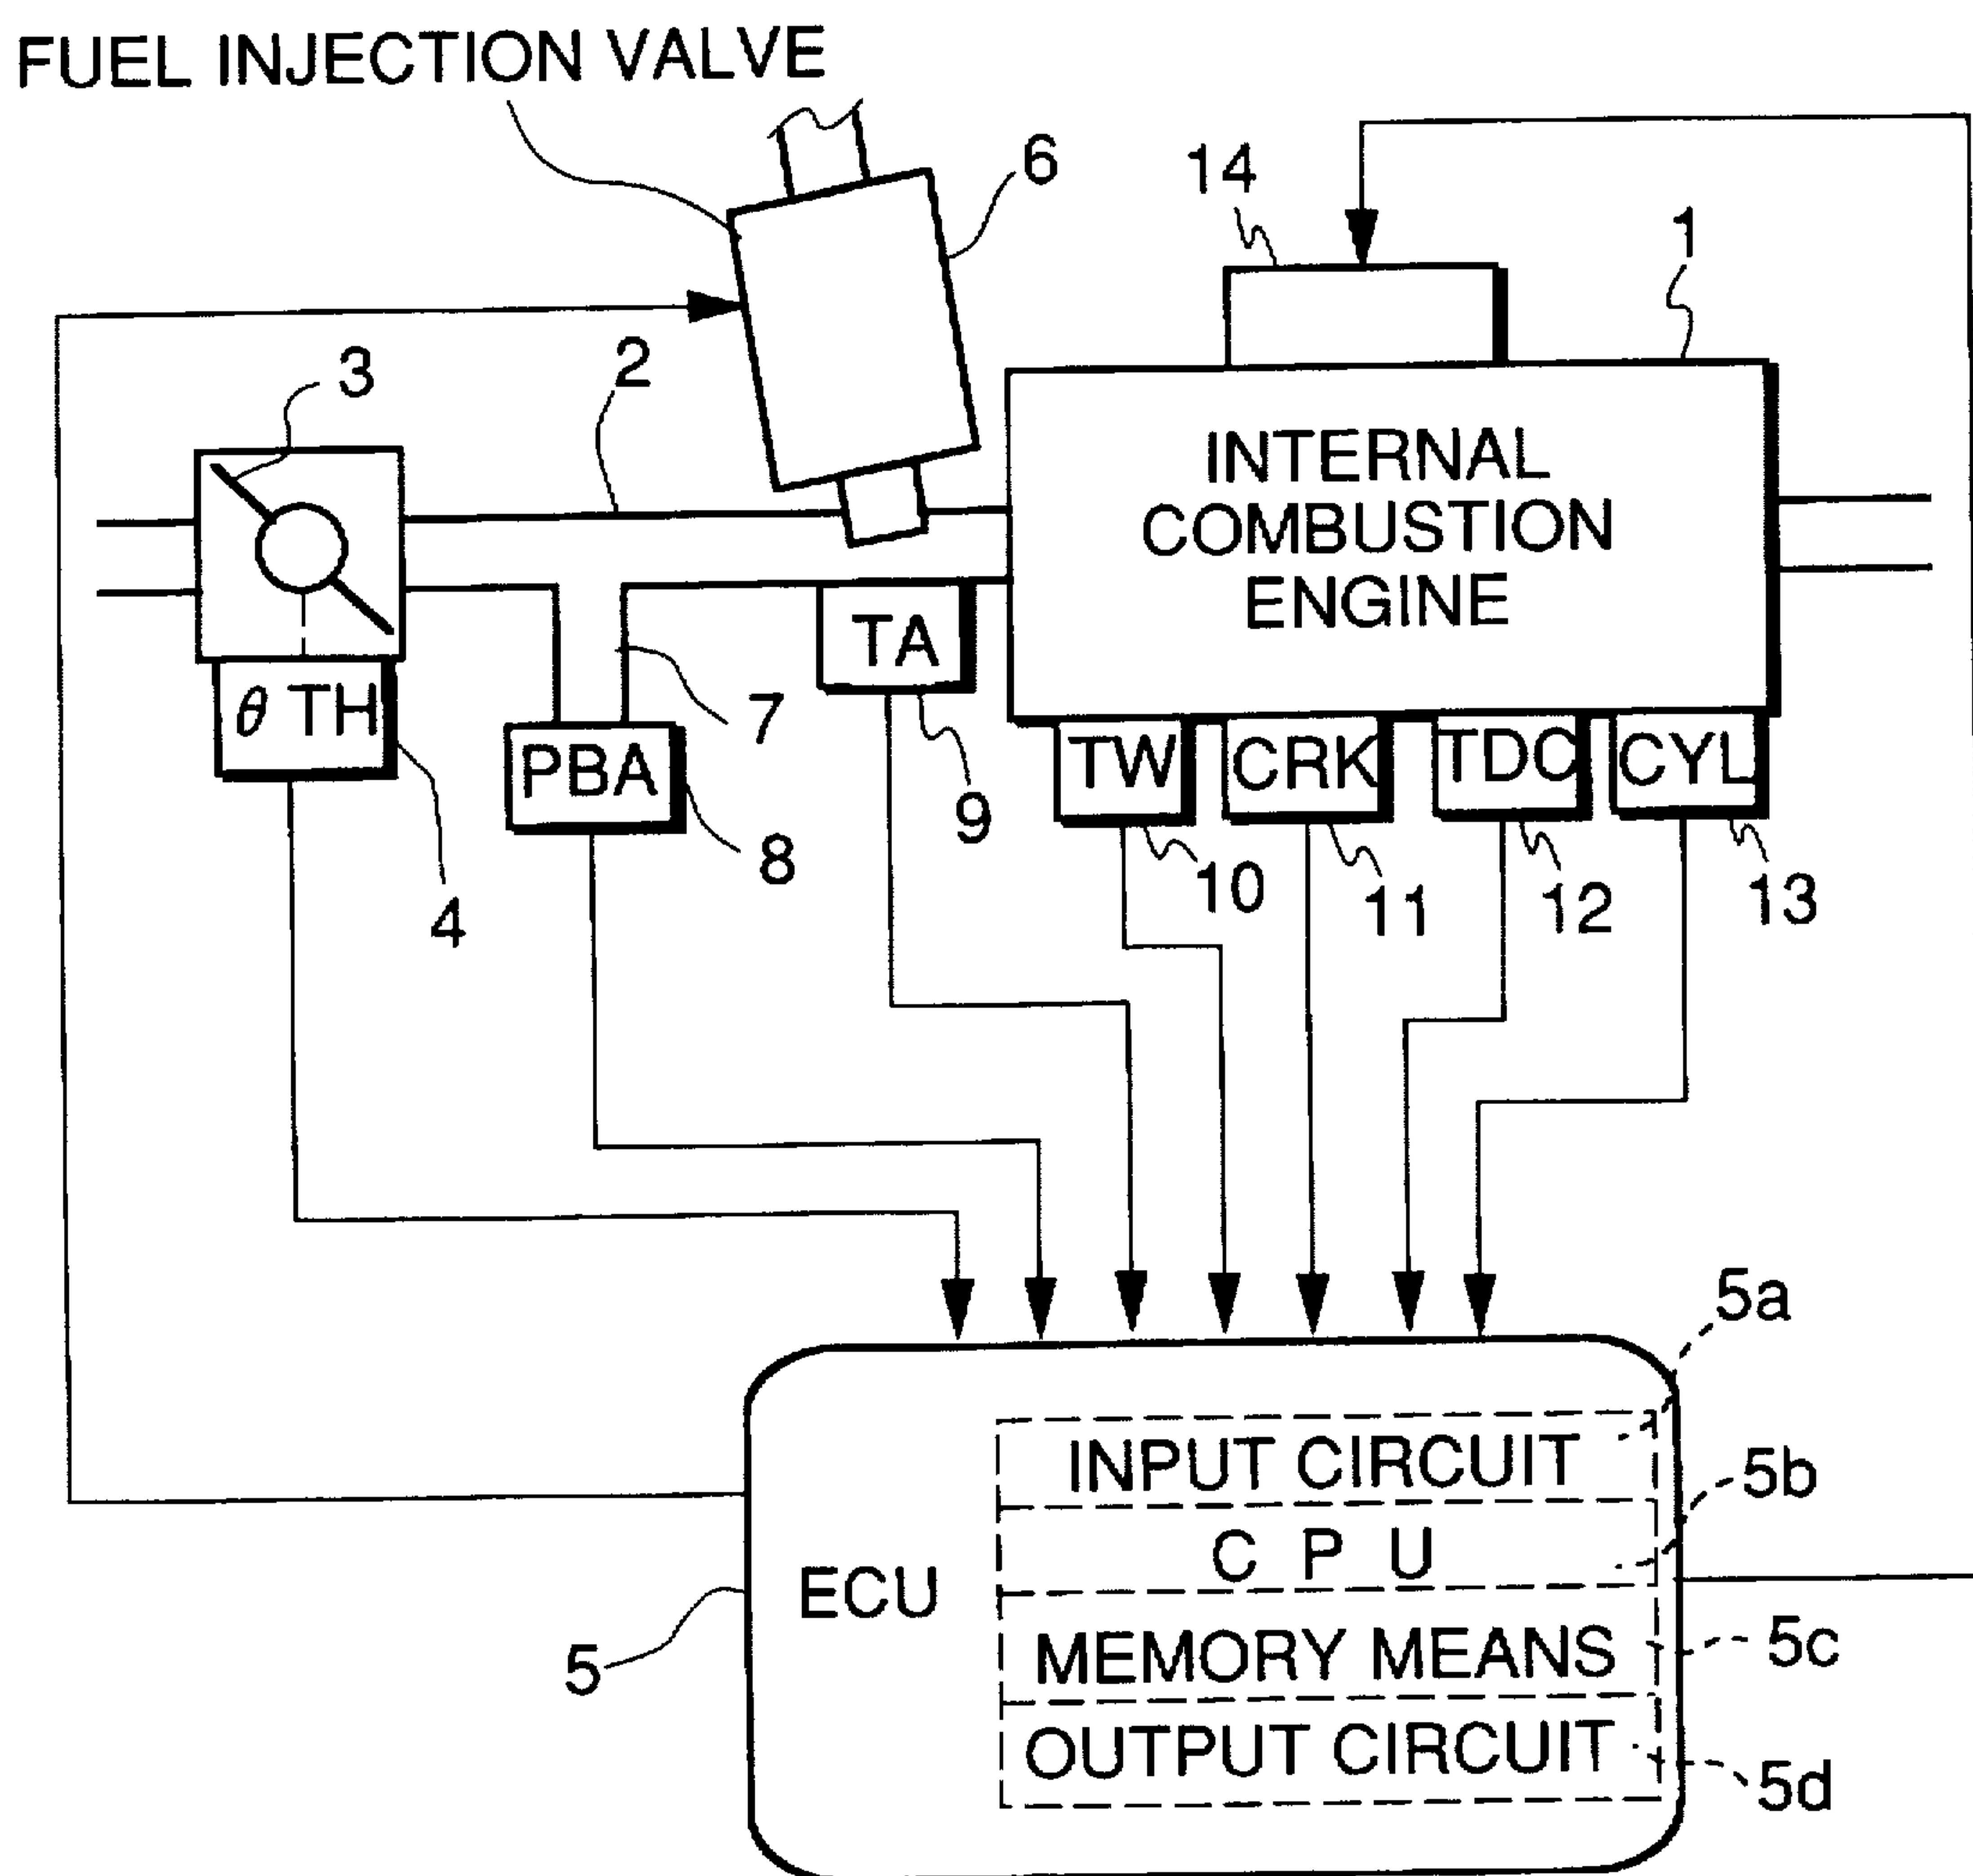 FUEL INJECTION VALVE
6
14
1
3
2
INTERNAL
COMBUSTION
ENGINE
TA
θ TH
7
PBA
TW
CRK
TDC
CYL
9
8
10
11
12
13
4
5a
INPUT CIRCUIT
5b
C P U
ECU
5
MEMORY MEANS
5c
OUTPUT CIRCUIT
5d